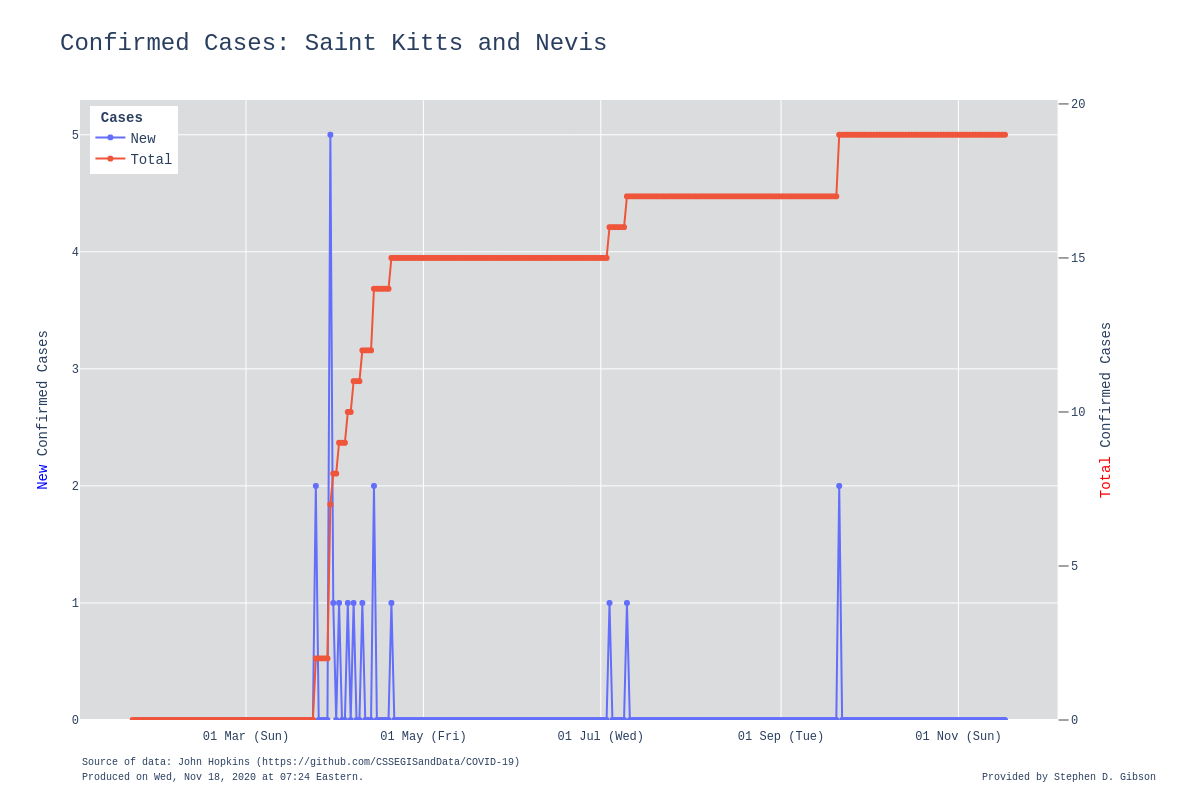 Confirmed Cases: Saint Kitts and Nevis
Cases
New
Total
5
4
3
2
1
0
New Confirmed Cases
20
15
10
5
0
Total Confirmed Cases
01 Mar (Sun) 01 May (Fri) 01 Jul (Wed) 01 Sep (Tue) 01 Nov (Sun)
Source of data: John Hopkins (https://github.com/CSSEGISandData/COVID-19)
Produced on Wed, Nov 18, 2020 at 07:24 Eastern.
Provided by Stephen D. Gibson